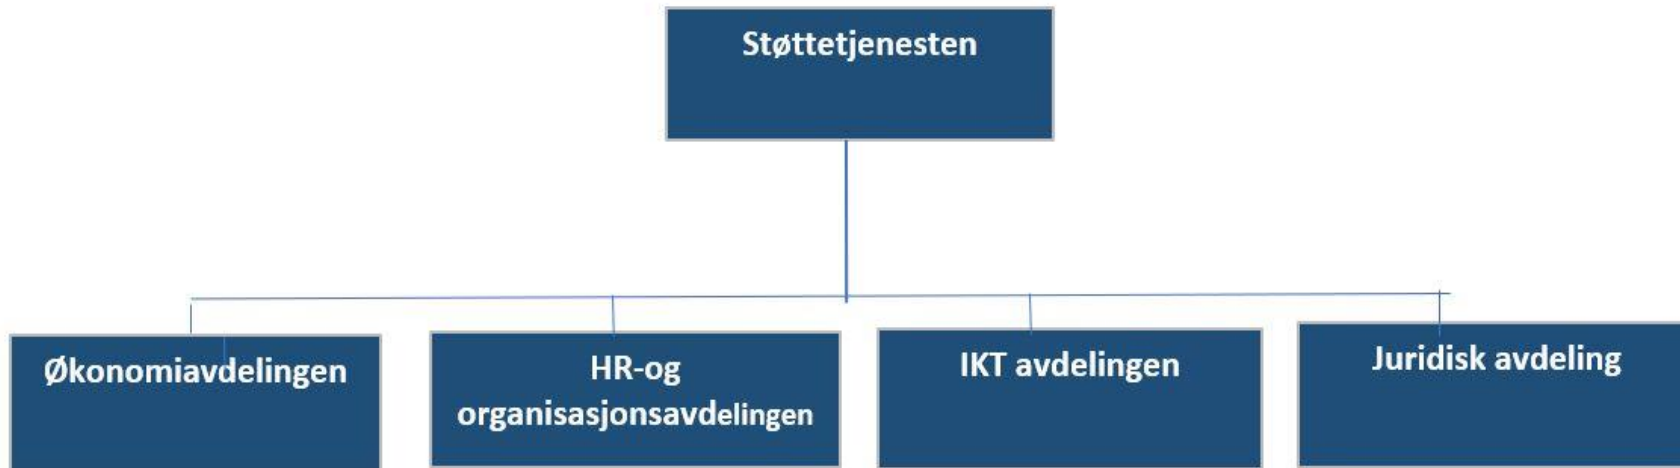 Støttetjenesten
Økonomiavdelingen
HR-og
organisasjonsavdelingen
IKT avdelingen
Juridisk avdeling